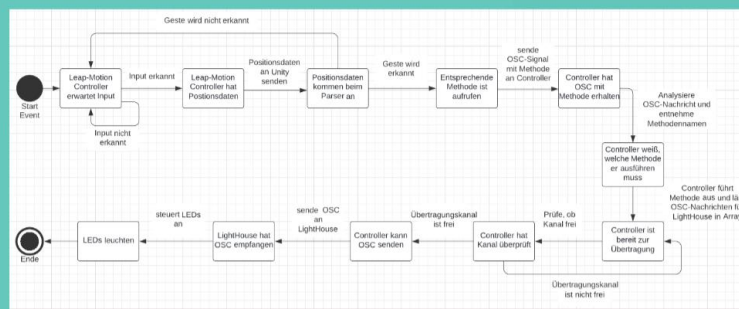 Geste wird nicht erkannt
Leap-Motion
Controller
erwartet Input
Input erkannt
Leap-Motion
Controller hat
Postionsdaten
Positionsdaten
an Unity
senden
Positionsdaten
kommen beim
Parser an
Geste wird
erkannt
Entsprechende
Methode ist
aufrufen
sende
OSC-Signal
mit Methode
an Controller
Controller hat
OSC mit
Methode erhalten
Start
Event
Input nicht
erkannt
Analysiere
OSC-Nachricht und
entnehme
Methodennamen
Controller weiß,
welche Methode
er ausführen
muss
Controller führt
Methode aus und lä
OSC-Nachrichten fü
LightHouse in Array
Controller ist
bereit zur
Übertragung
Prüfe, ob
Kanal frei
Controller hat
Kanal überprüft
Übertragungskanal
ist frei
Controller kann
OSC senden
sende OSC
an
LightHouse
LightHouse hat
OSC empfangen
steuert LEDs
an
LEDs leuchten
Ende
Übertragungskanal
ist nicht frei